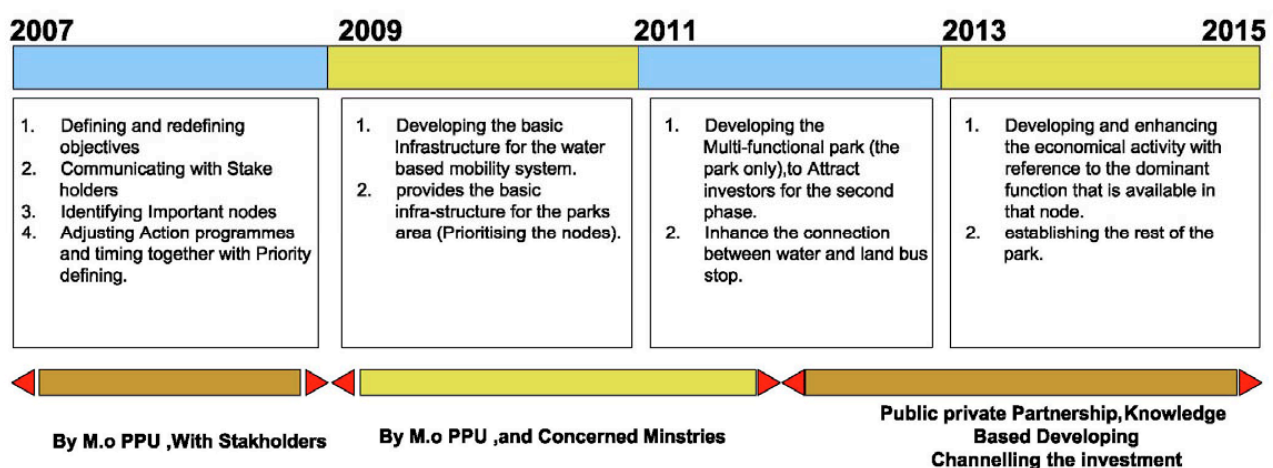 2007 2009 2011 2013 2015
1. Defining and redefining
objectives
2. Communicating with Stake
holders
3. Identifying Important nodes
4. Adjusting Action programmes
and timing together with Priority
defining.
1. Developing the basic
Infrastructure for the water
based mobility system.
2. provides the basic
infra-structure for the parks
area (Prioritising the nodes).
1. Developing the
Multi-functional park (the
park only),to Attract
investors for the second
phase.
2. Inhance the connection
between water and land bus
stop.
1. Developing and enhancing
the economical activity with
reference to the dominant
function that is available in
that node.
2. establishing the rest of the
park.
By M.o PPU ,With Stakholders
By M.o PPU ,and Concerned Minstries
Public private Partnership,Knowledge
Based Developing
Channelling the investment